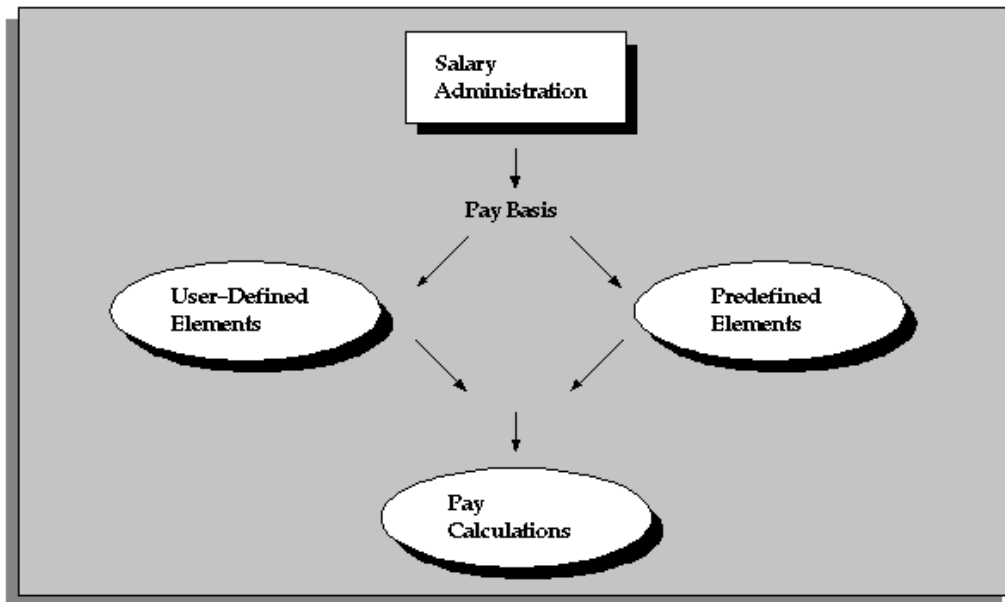 Salary
Administration
Pay Basis
User–Defined
Elements
Predefined
Elements
Pay
Calculations